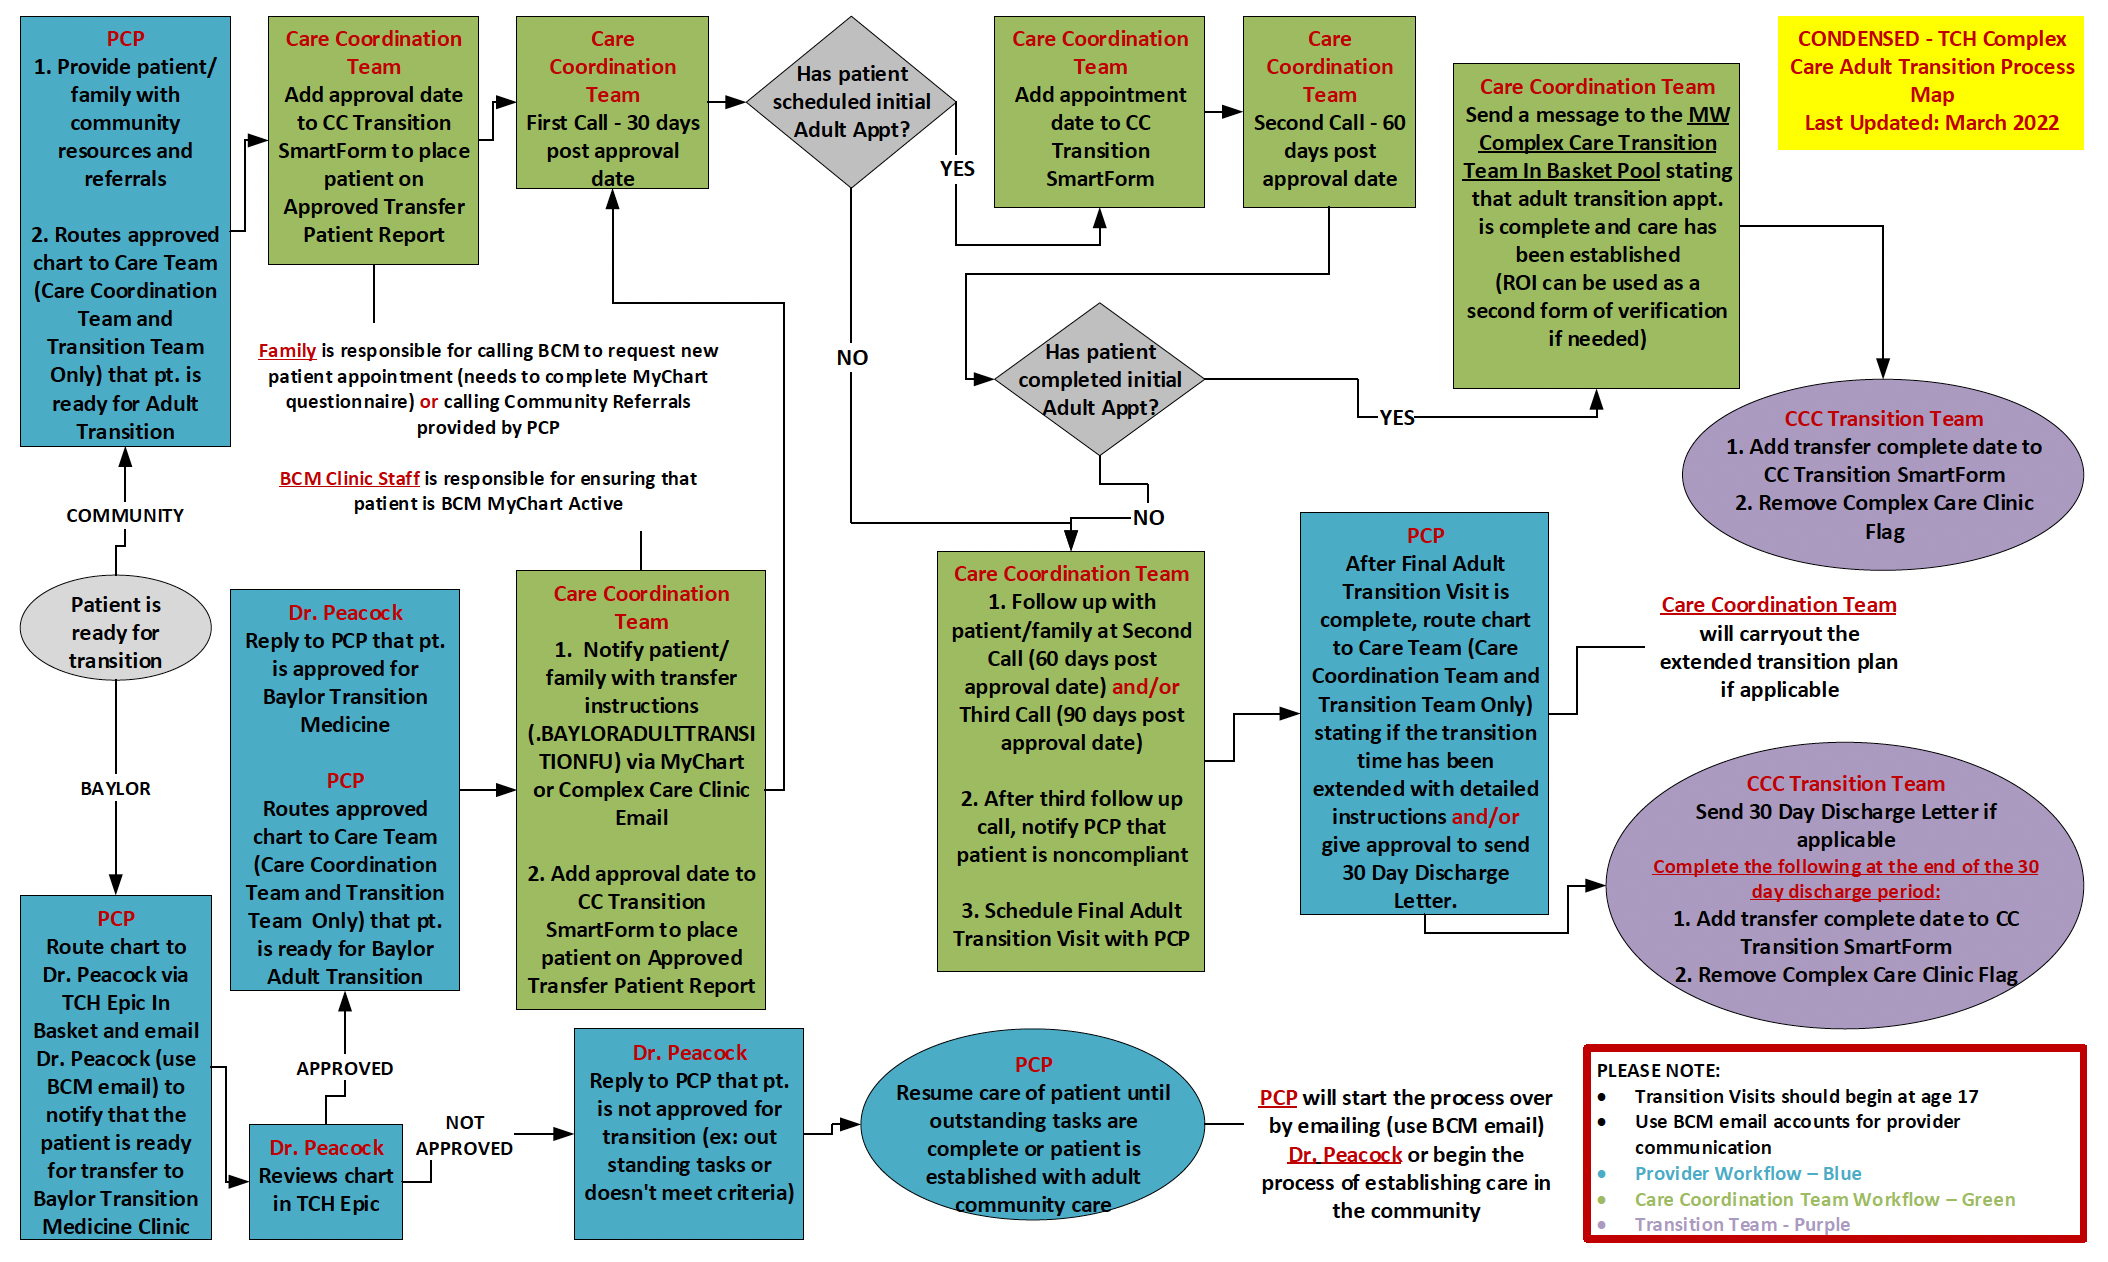 PCP
1. Provide patient/
family with
community
resources and
referrals
2. Routes approved
chart to Care Team
(Care Coordination
Team and
Transition Team
Only) that pt. is
ready for Adult
Transition
Care Coordination
Team
Add approval date
to CC Transition
SmartForm to place
patient on
Approved Transfer
Patient Report
Care
Coordination
Team
First Call - 30 days
post approval
date
Has patient
scheduled initial
Adult Appt?
YES
NO
Care Coordination
Team
Add appointment
date to CC
Transition
SmartForm
Care
Coordination
Team
Second Call - 60
days post
approval date
Care Coordination Team
Send a message to the MW
Complex Care Transition
Team In Basket Pool stating
that adult transition appt.
is complete and care has
been established
(ROI can be used as a
second form of verification
if needed)
CONDENSED - TCH Complex
Care Adult Transition Process
Map
Last Updated: March 2022
Family is responsible for calling BCM to request new
patient appointment (needs to complete MyChart
questionnaire) or calling Community Referrals
provided by PCP
BCM Clinic Staff is responsible for ensuring that
patient is BCM MyChart Active
Has patient
completed initial
Adult Appt?
YES
NO
CCC Transition Team
1. Add transfer complete date to
CC Transition SmartForm
2. Remove Complex Care Clinic
Flag
COMMUNITY
Patient is
ready for
transition
BAYLOR
PCP
Route chart to
Dr. Peacock via
TCH Epic In
Basket and email
Dr. Peacock (use
BCM email) to
notify that the
patient is ready
for transfer to
Baylor Transition
Medicine Clinic
Dr. Peacock
Reviews chart
in TCH Epic
APPROVED
NOT
APPROVED
Dr. Peacock
Reply to PCP that pt.
is approved for
Baylor Transition
Medicine
PCP
Routes approved
chart to Care Team
(Care Coordination
Team and Transition
Team Only) that pt.
is ready for Baylor
Adult Transition
Care Coordination
Team
1. Notify patient/
family with transfer
instructions
(.BAYLORADULTTRANSI
TIONFU) via MyChart
or Complex Care Clinic
Email
2. Add approval date to
CC Transition
SmartForm to place
patient on Approved
Transfer Patient Report
Care Coordination Team
1. Follow up with
patient/family at Second
Call (60 days post
approval date) and/or
Third Call (90 days post
approval date)
2. After third follow up
call, notify PCP that
patient is noncompliant
3. Schedule Final Adult
Transition Visit with PCP
PCP
After Final Adult
Transition Visit is
complete, route chart
to Care Team (Care
Coordination Team and
Transition Team Only)
stating if the transition
time has been
extended with detailed
instructions and/or
give approval to send
30 Day Discharge
Letter.
Care Coordination Team
will carryout the
extended transition plan
if applicable
CCC Transition Team
Send 30 Day Discharge Letter if
applicable
Complete the following at the end of the 30
day discharge period:
1. Add transfer complete date to CC
Transition SmartForm
2. Remove Complex Care Clinic Flag
Dr. Peacock
Reply to PCP that pt.
is not approved for
transition (ex: out
standing tasks or
doesn't meet criteria)
PCP
Resume care of patient until
outstanding tasks are
complete or patient is
established with adult
community care
PCP will start the process over
by emailing (use BCM email)
Dr. Peacock or begin the
process of establishing care in
the community
PLEASE NOTE:
• Transition Visits should begin at age 17
• Use BCM email accounts for provider
communication
• Provider Workflow – Blue
• Care Coordination Team Workflow – Green
• Transition Team - Purple